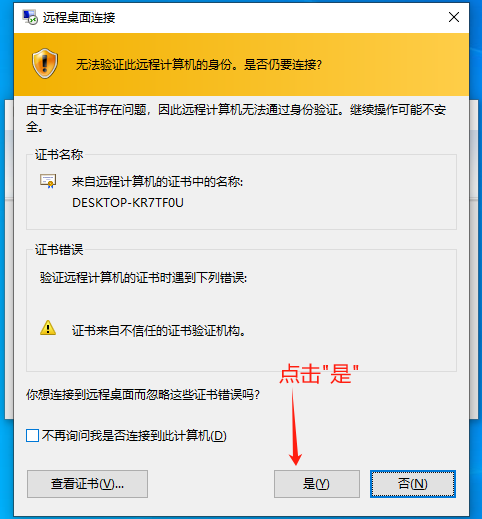 远程桌面连接
无法验证此远程计算机的身份。是否仍要连接?
由于安全证书存在问题，因此远程计算机无法通过身份验证。继续操作可能不安
全。
证书名称
来自远程计算机的证书中的名称:
DESKTOP-KR7TF0U
证书错误
验证远程计算机的证书时遇到下列错误:
证书来自不信任的证书验证机构。
点击"是"
你想连接到远程桌面而忽略这些证书错误吗?
不再询问我是否连接到此计算机(D)
查看证书(V)...
是(Y)
否(N)